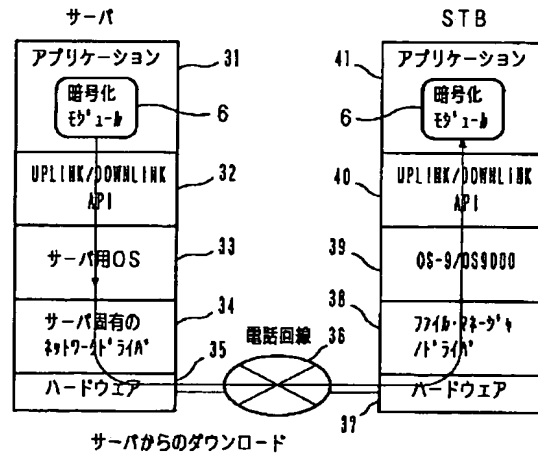 サーバ
STB
アプリケーション
31
暗号化
モジュール
6
UPLINK/DOWNLINK
API
32
サーバ用OS
33
サーバ固有の
ネットワークドライバ
34
ハードウェア
35
電話回線
36
アプリケーション
41
暗号化
モジュール
6
UPLINK/DOWNLINK
API
40
OS-9/OS9000
39
ファイル・マネージャ
/ドライバ
38
ハードウェア
37
サーバからのダウンロード